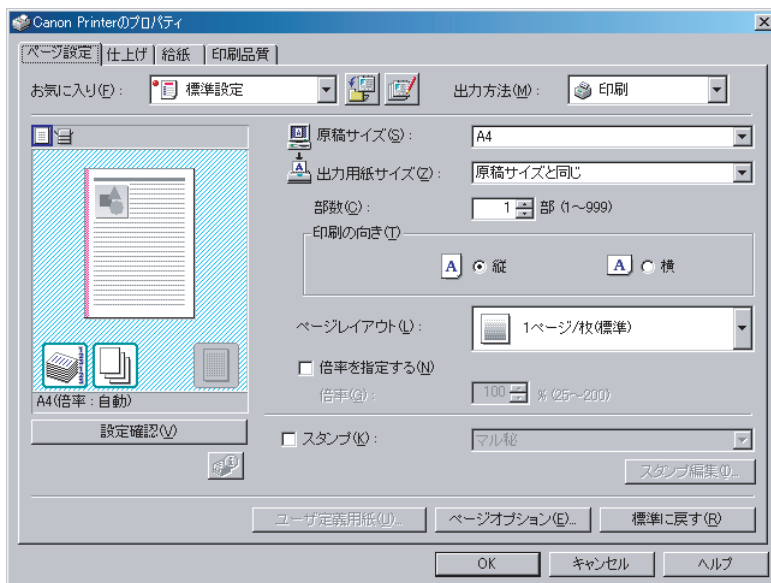 Canon Printerのプロパティ
ページ設定 仕上げ 給紙 印刷品質
お気に入り(F): 標準設定 出力方法(M): 印刷
原稿サイズ(S): A4
出力用紙サイズ(Z): 原稿サイズと同じ
部数(C): 1 部 (1～999)
印刷の向き(T)
A 縦 A 横
ページレイアウト(L): 1ページ/枚(標準)
倍率を指定する(N)
倍率(G): 100 % (25～200)
A4(倍率:自動)
設定確認(V)
スタンプ(K): マル秘
スタンプ編集(I)...
ユーザ定義用紙(U)... ページオプション(E)... 標準に戻す(R)
OK キャンセル ヘルプ